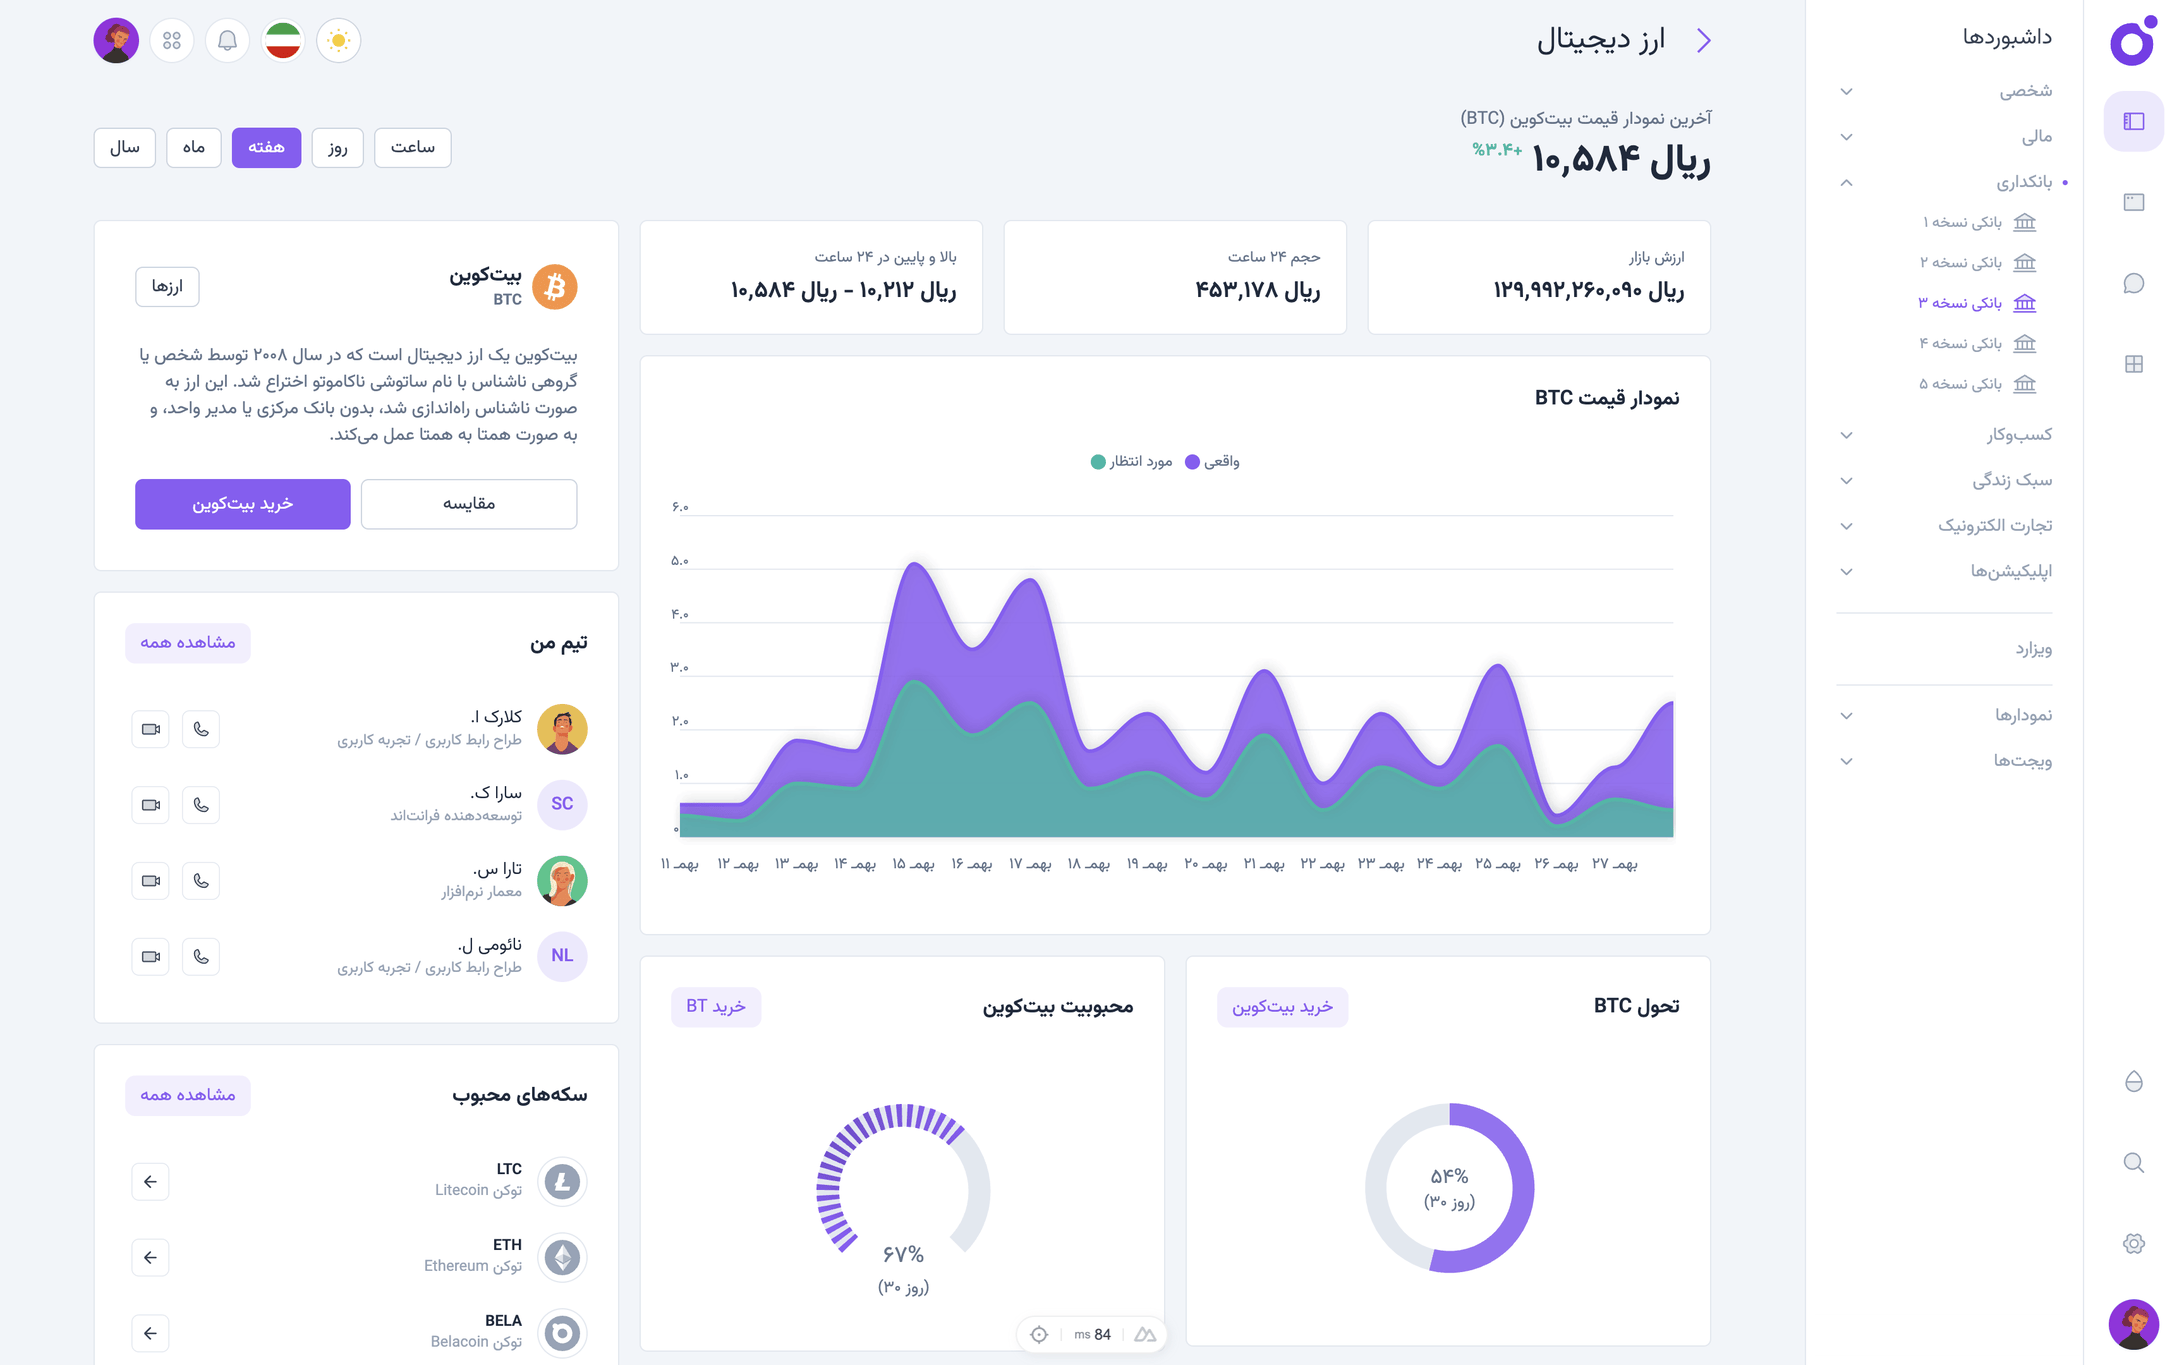 داشبوردها
شخصی
مالی
بانکداری
بانکی نسخه ۱
بانکی نسخه ۲
بانکی نسخه ۳
بانکی نسخه ۴
بانکی نسخه ۵
کسب‌وکار
سبک زندگی
تجارت الکترونیک
اپلیکیشن‌ها
ویزارد
نمودارها
ویجت‌ها
ارز دیجیتال
آخرین نمودار قیمت بیت‌کوین (BTC)
ریال ۱۰,۵۸۴ +۳.۴%
ساعت
روز
هفته
ماه
سال
ارزش بازار
ریال ۱۲۹,۹۹۲,۲۶۰,۰۹۰
حجم ۲۴ ساعت
ریال ۴۵۳,۱۷۸
بالا و پایین در ۲۴ ساعت
ریال ۱۰,۲۱۲ - ریال ۱۰,۵۸۴
نمودار قیمت BTC
واقعی
مورد انتظار
۶.۰
۵.۰
۴.۰
۳.۰
۲.۰
۱.۰
۰
۱۱ بهمـ ۱۲ بهمـ ۱۳ بهمـ ۱۴ بهمـ ۱۵ بهمـ ۱۶ بهمـ ۱۷ بهمـ ۱۸ بهمـ ۱۹ بهمـ ۲۰ بهمـ ۲۱ بهمـ ۲۲ بهمـ ۲۳ بهمـ ۲۴ بهمـ ۲۵ بهمـ ۲۶ بهمـ ۲۷ بهمـ
تحول BTC
خرید بیت‌کوین
۵۴%
(۳۰ روز)
محبوبیت بیت‌کوین
خرید BT
۶۷%
(۳۰ روز)
بیت‌کوین
BTC
ارزها
بیت‌کوین یک ارز دیجیتال است که در سال ۲۰۰۸ توسط شخص یا
گروهی ناشناس با نام ساتوشی ناکاموتو اختراع شد. این ارز به
صورت ناشناس راه‌اندازی شد، بدون بانک مرکزی یا مدیر واحد، و
به صورت همتا به همتا عمل می‌کند.
مقایسه
خرید بیت‌کوین
تیم من
مشاهده همه
کلارک ا.
طراح رابط کاربری / تجربه کاربری
SC
سارا ک.
توسعه‌دهنده فرانت‌اند
تارا س.
معمار نرم‌افزار
NL
نائومی ل.
طراح رابط کاربری / تجربه کاربری
سکه‌های محبوب
مشاهده همه
LTC
توکن Litecoin
ETH
توکن Ethereum
BELA
توکن Belacoin
84 ms